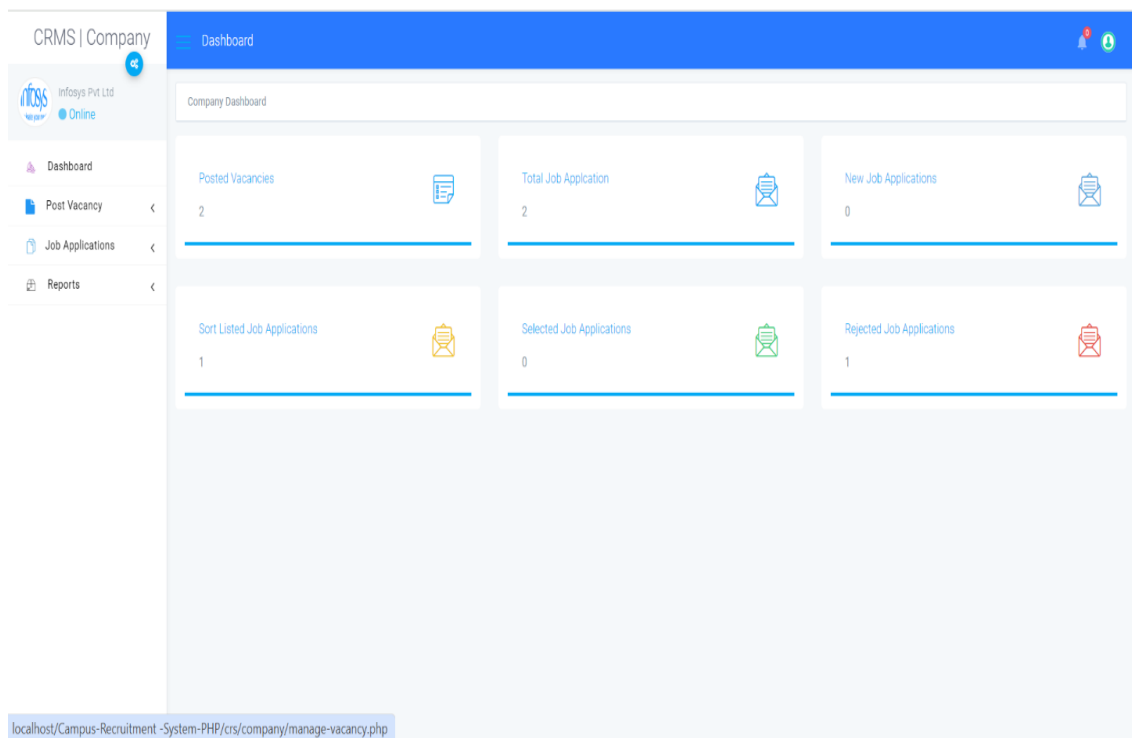 CRMS | Company
Dashboard
0
Infosys
Infosys Pvt Ltd
Online
Company Dashboard
Dashboard
Post Vacancy
Job Applications
Reports
Posted Vacancies
2
Total Job Applcation
2
New Job Applications
0
Sort Listed Job Applications
1
Selected Job Applications
0
Rejected Job Applications
1
localhost/Campus-Recruitment -System-PHP/crs/company/manage-vacancy.php